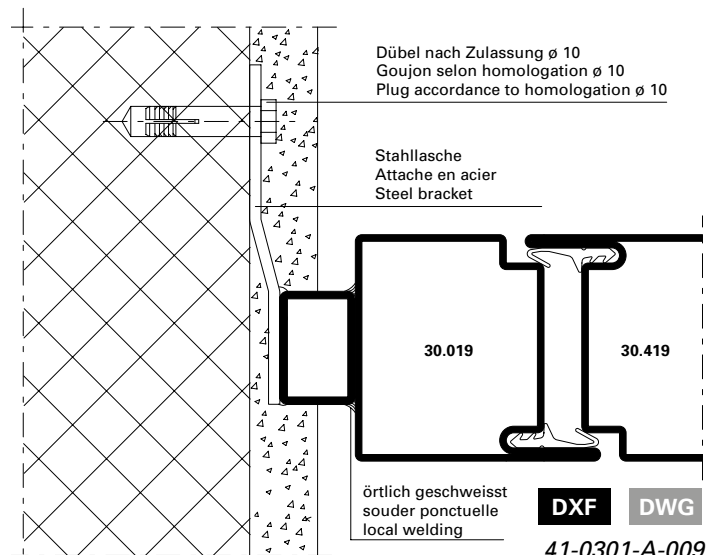 Dübel nach Zulassung ø 10
Goujon selon homologation ø 10
Plug accordance to homologation ø 10
Stahllasche
Attache en acier
Steel bracket
30.019
30.419
örtlich geschweisst
souder ponctuelle
local welding
DXF DWG
41-0301-A-009